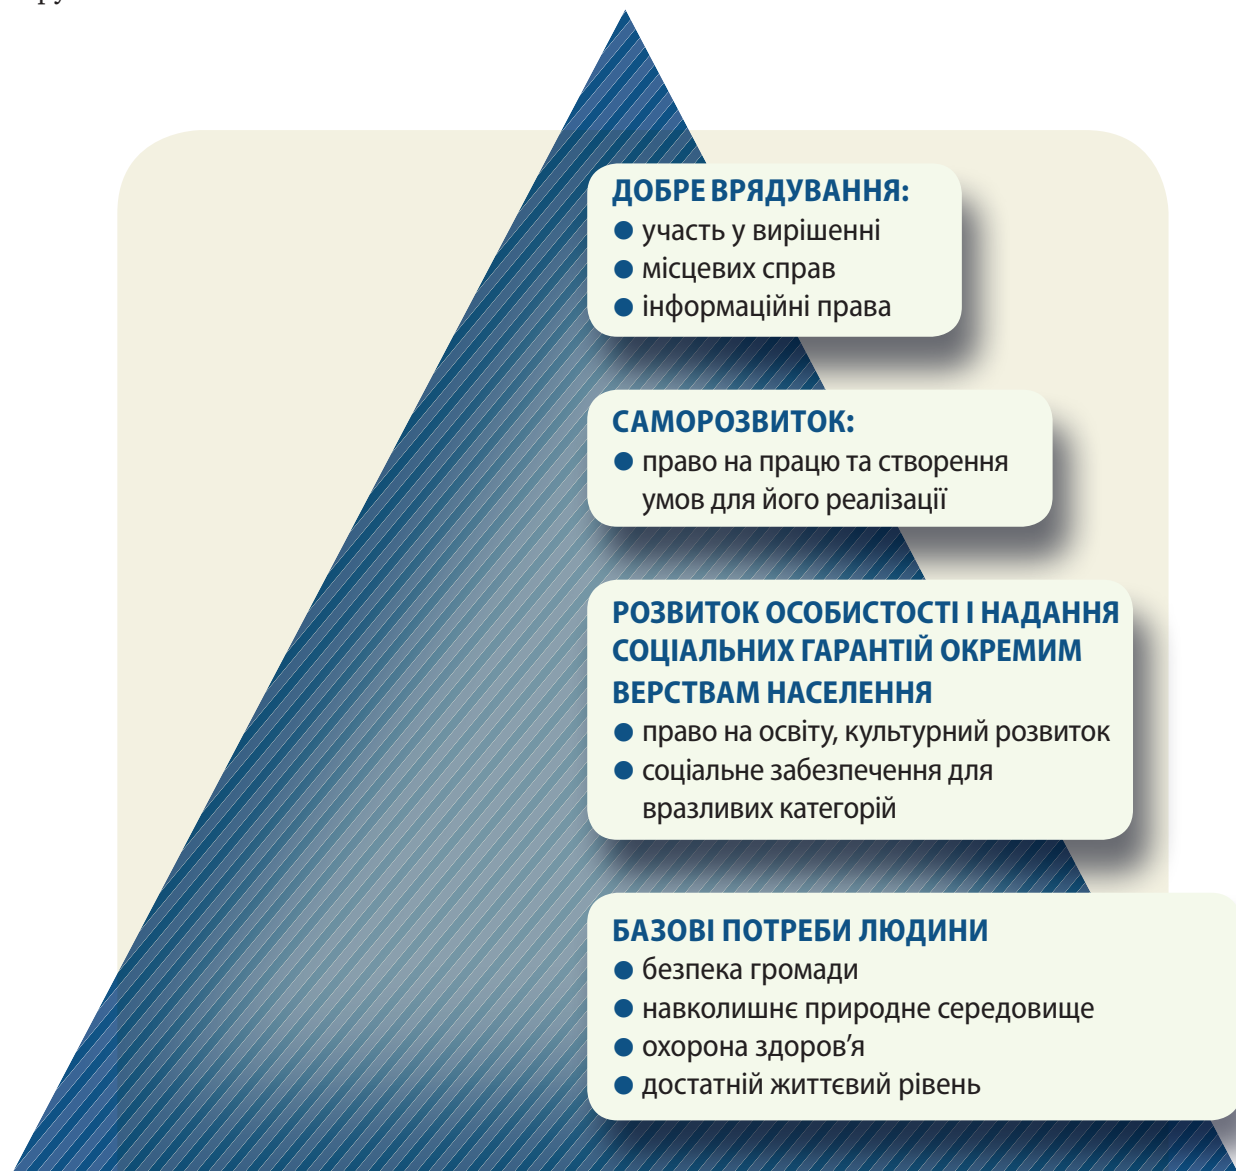 ДОБРЕ ВРЯДУВАННЯ:
● участь у вирішенні
● місцевих справ
● інформаційні права
САМОРОЗВИТОК:
● право на працю та створення
умов для його реалізації
РОЗВИТОК ОСОБИСТОСТІ І НАДАННЯ
СОЦІАЛЬНИХ ГАРАНТІЙ ОКРЕМИМ
ВЕРСТВАМ НАСЕЛЕННЯ
● право на освіту, культурний розвиток
● соціальне забезпечення для
вразливих категорій
БАЗОВІ ПОТРЕБИ ЛЮДИНИ
● безпека громади
● навколишнє природне середовище
● охорона здоров’я
● достатній життєвий рівень